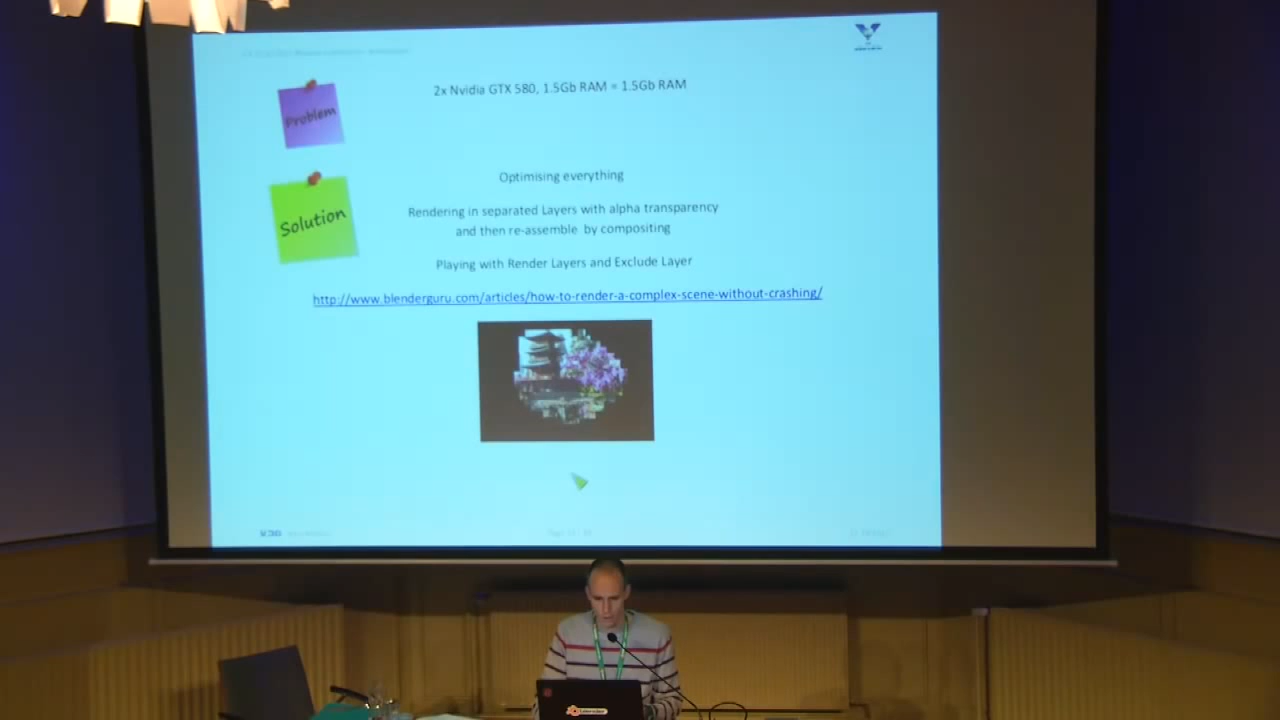 Problem
2x Nvidia GTX 580, 1.5Gb RAM = 1.5Gb RAM
Solution
Optimising everything
Rendering in separated Layers with alpha transparency
and then re-assemble by compositing
Playing with Render Layers and Exclude Layer
http://www.blenderguru.com/articles/how-to-render-a-complex-scene-without-crashing/
blender